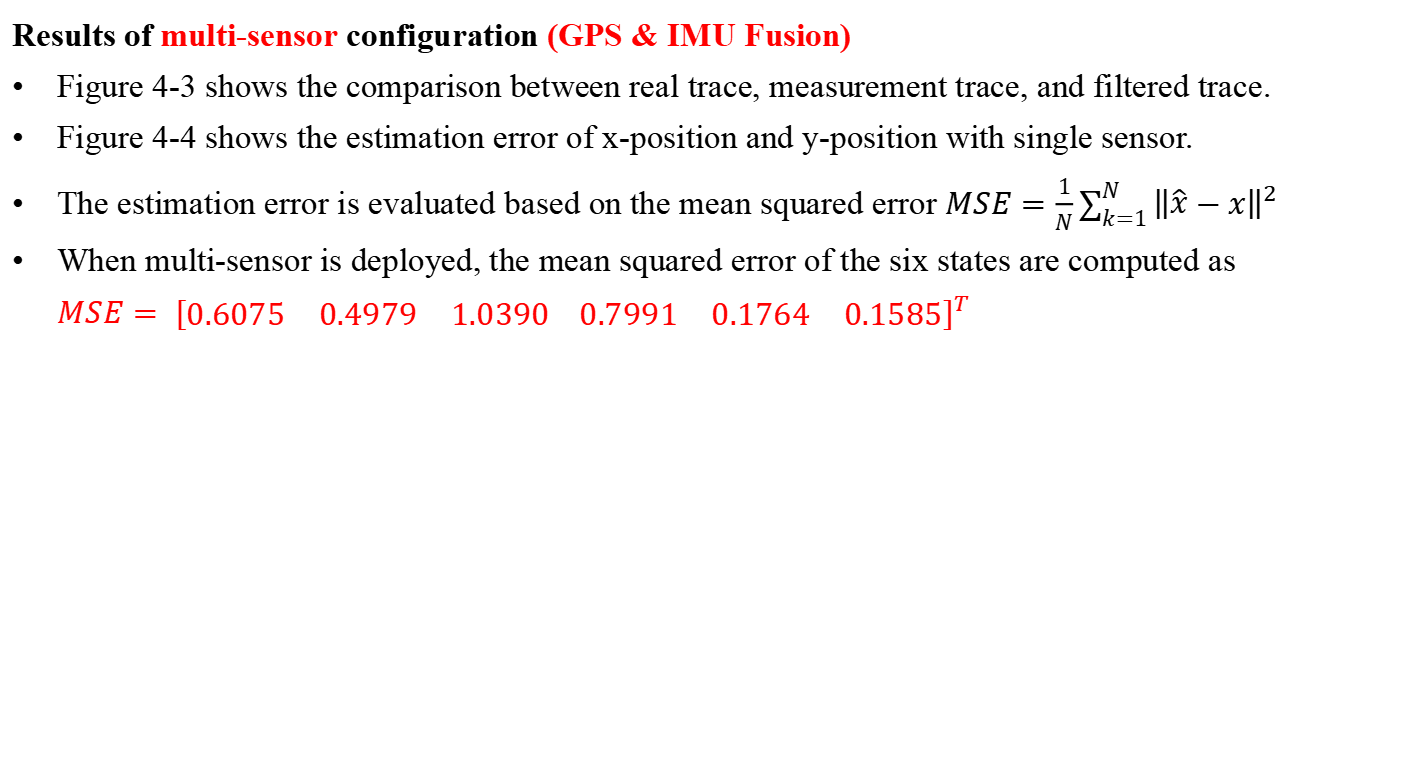 Results of multi-sensor configuration (GPS & IMU Fusion)
• Figure 4-3 shows the comparison between real trace, measurement trace, and filtered trace.
• Figure 4-4 shows the estimation error of x-position and y-position with single sensor.
• The estimation error is evaluated based on the mean squared error MSE = 1/N ∑ᴺₖ₌₁ ‖x̂ − x‖²
• When multi-sensor is deployed, the mean squared error of the six states are computed as
MSE = [0.6075 0.4979 1.0390 0.7991 0.1764 0.1585]ᵀ